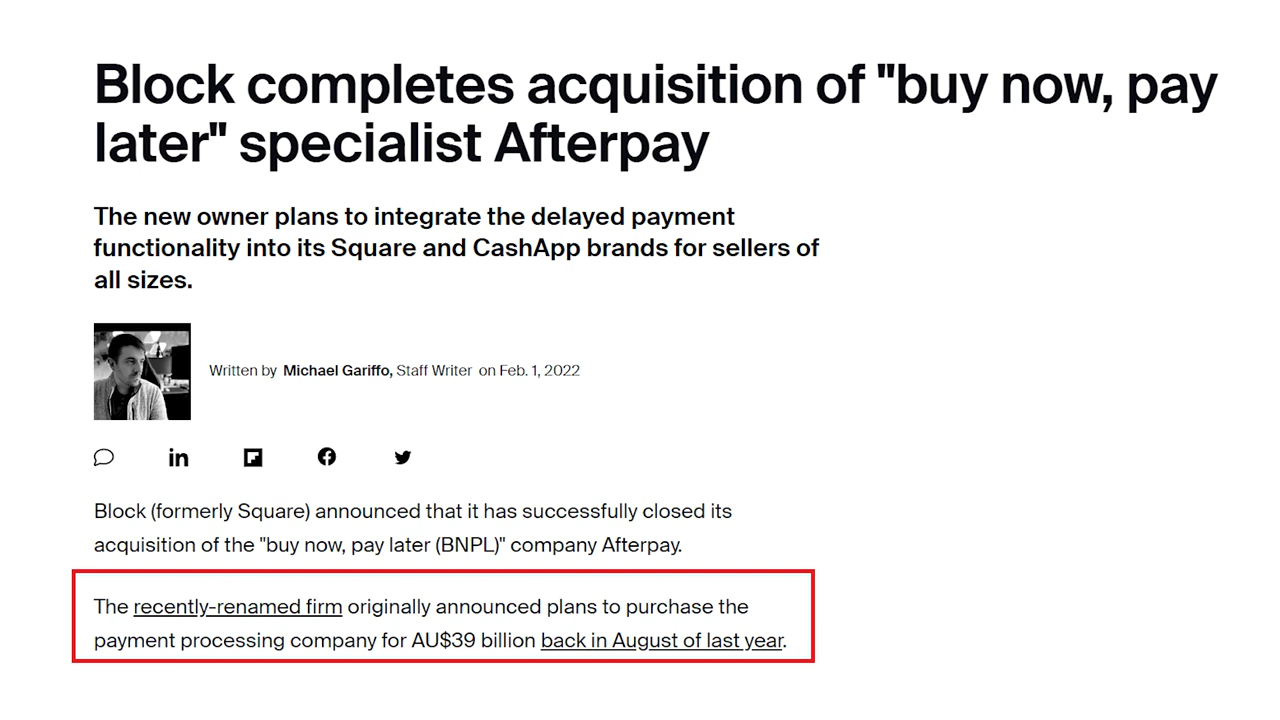 Block completes acquisition of "buy now, pay
later" specialist Afterpay
The new owner plans to integrate the delayed payment
functionality into its Square and CashApp brands for sellers of
all sizes.
Written by Michael Gariffo, Staff Writer on Feb. 1, 2022
in
Block (formerly Square) announced that it has successfully closed its
acquisition of the "buy now, pay later (BNPL)" company Afterpay.
The recently-renamed firm originally announced plans to purchase the
payment processing company for AU$39 billion back in August of last year.